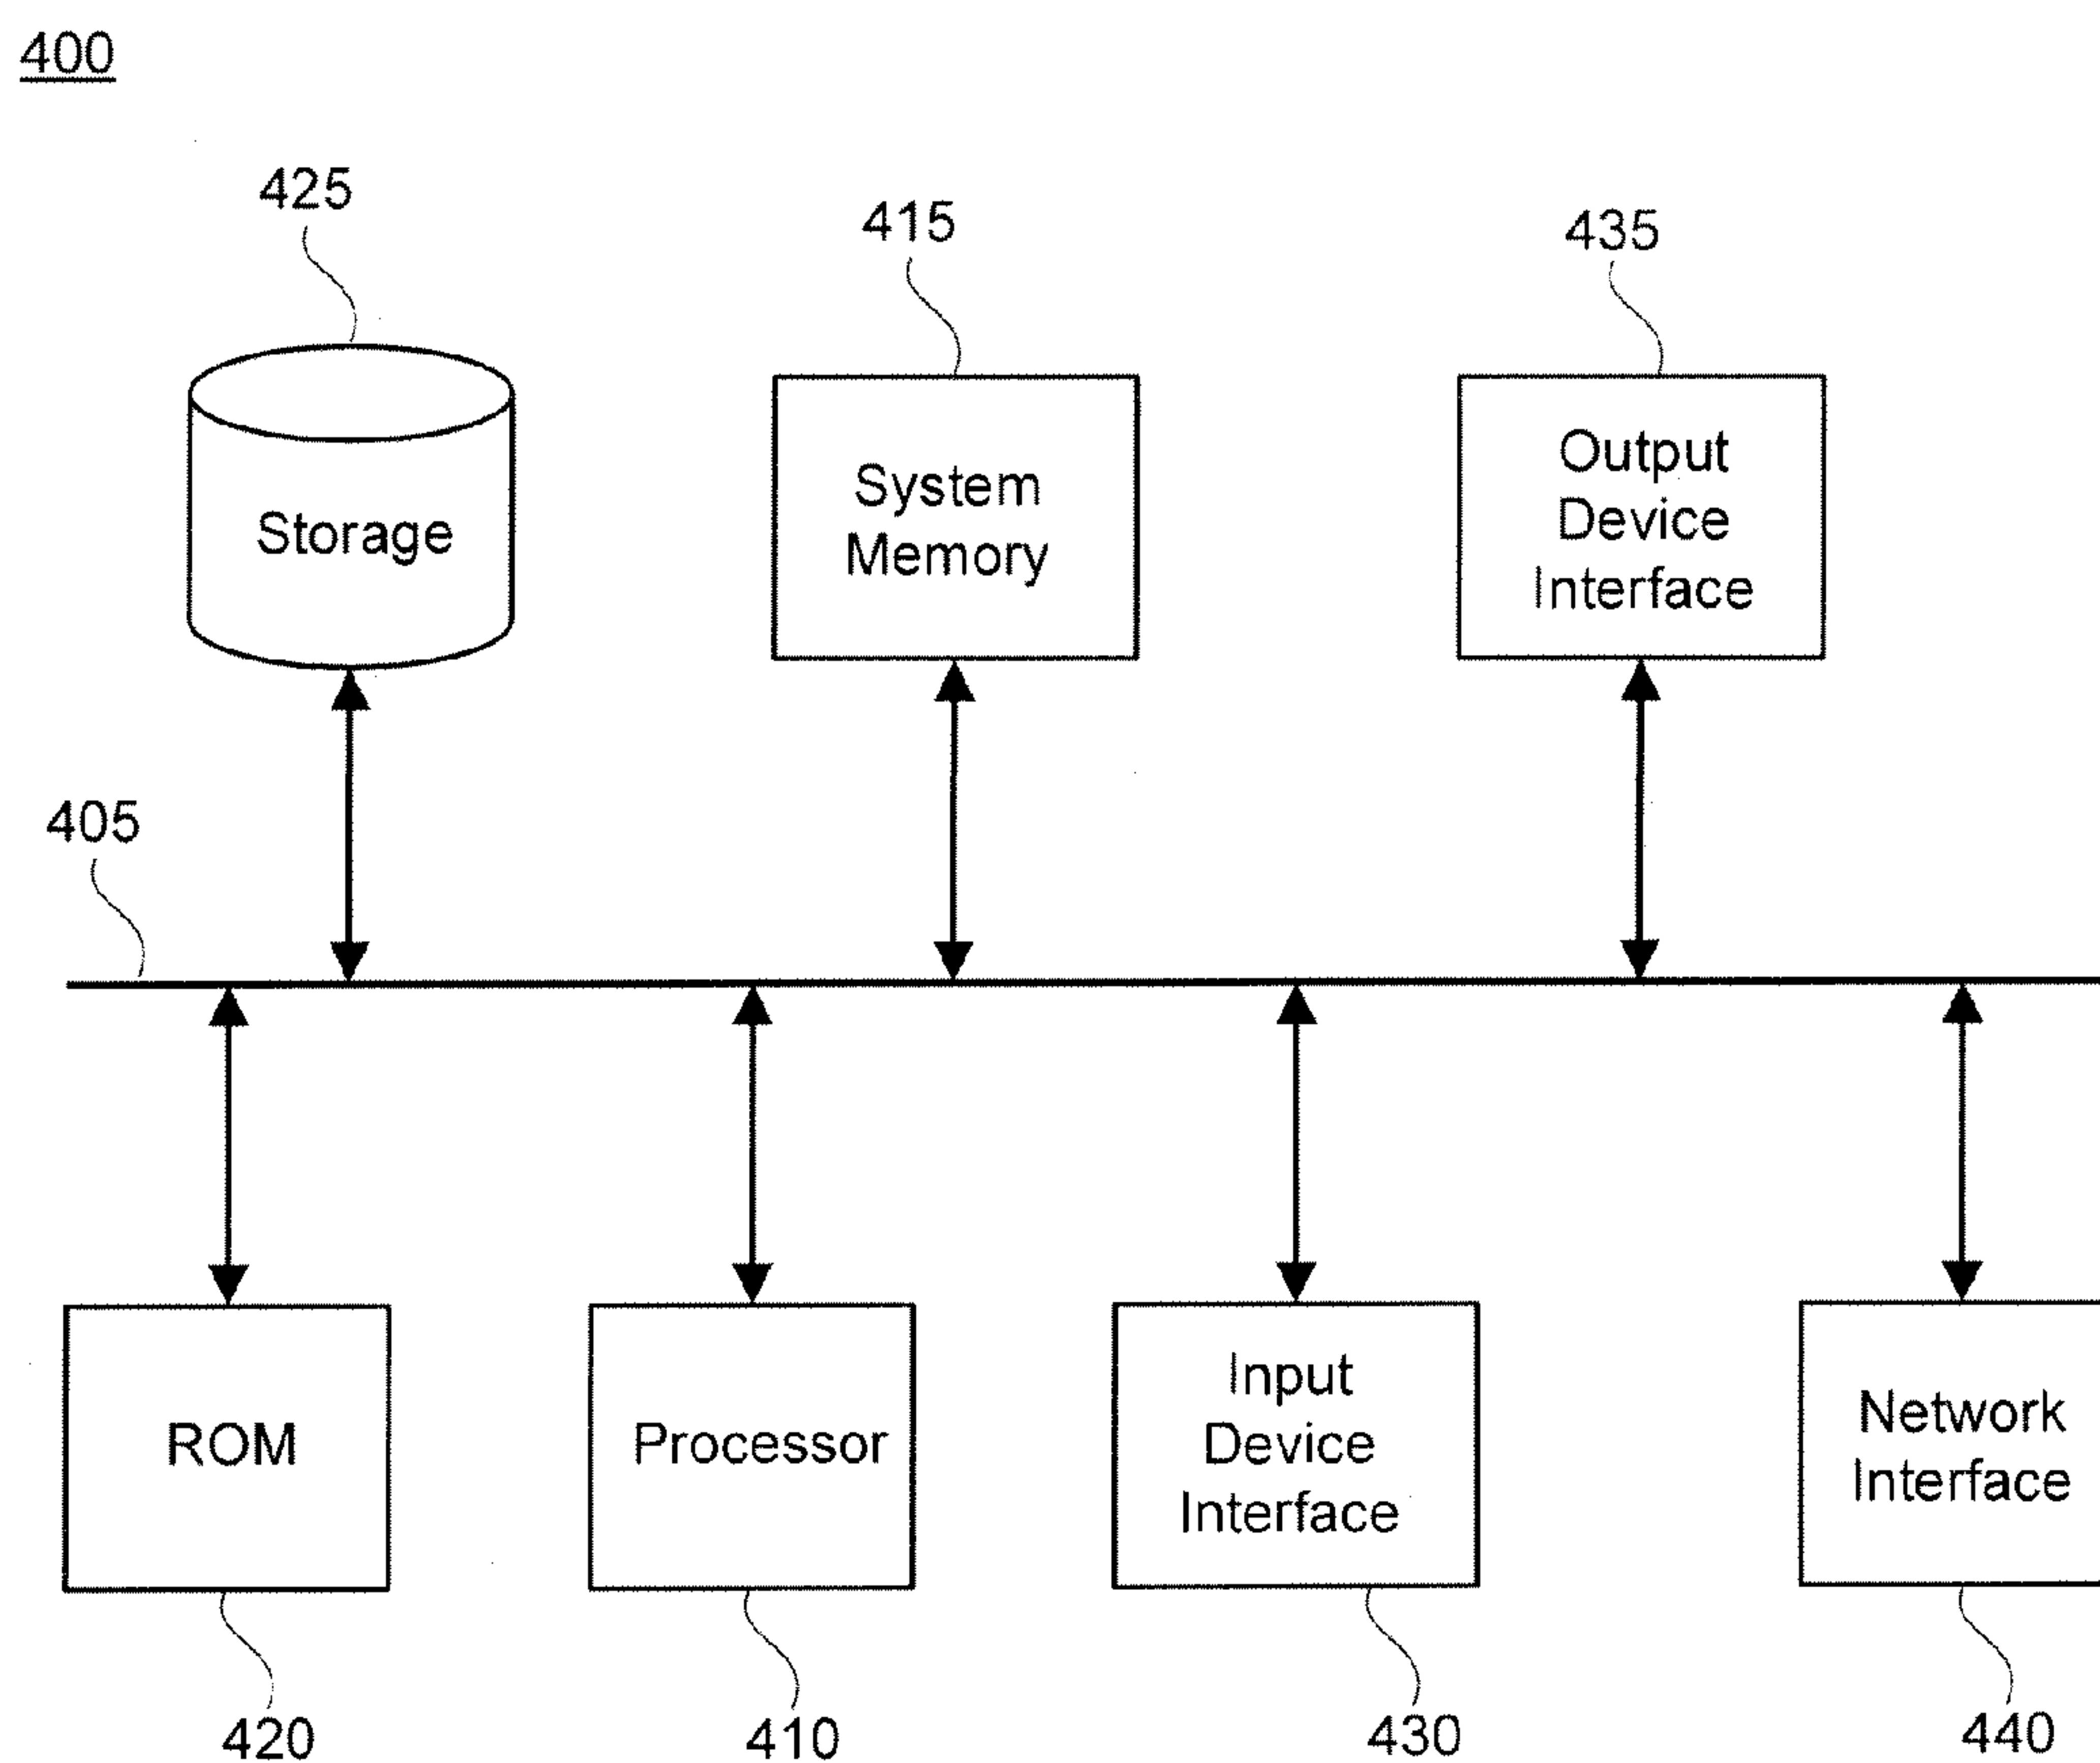 400
425
415
435
Storage
System
Memory
Output
Device
Interface
405
ROM
Processor
Input
Device
Interface
Network
Interface
420
410
430
440